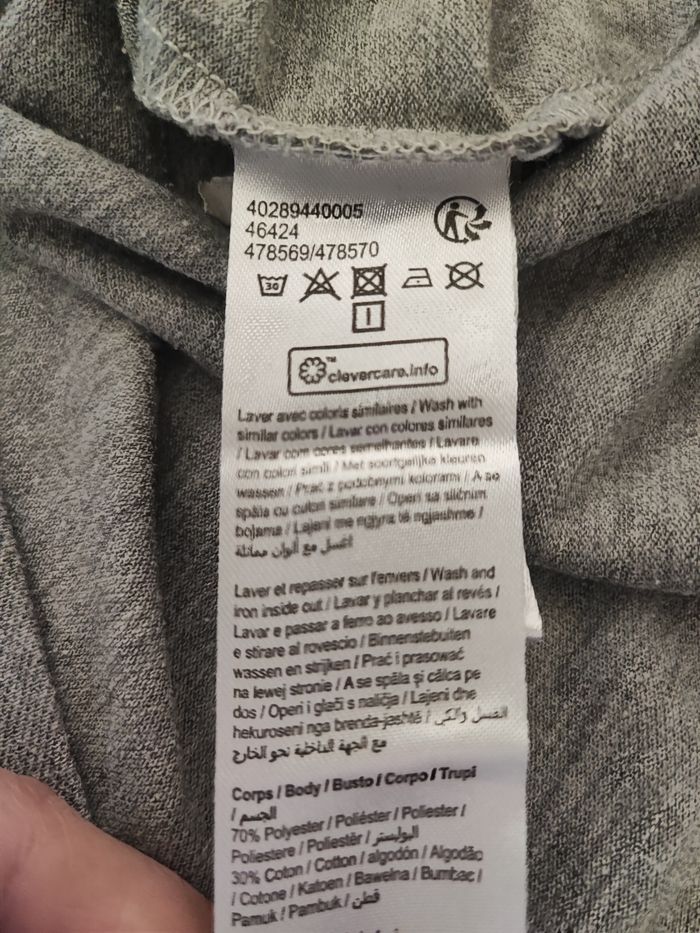 40289440005
46424
478569/478570
30
clevercare.info
Laver avec coloris similaires / Wash with
similar colors / Lavar con colores similares
/ Lavar com cores semelhantes / Lavare
con colori simili / Met soortgelijke kleuren
wassen / Prać z podobnymi kolorami / A se
spăla cu culori similare / Operi sa sličnim
bojama / Lajeni me ngjyra të ngjashme /
اغسل مع ألوان مماثلة
Laver et repasser sur l'envers / Wash and
iron inside out / Lavar y planchar al revés /
Lavar e passar a ferro ao avesso / Lavare
e stirare al rovescio / Binnenstebuiten
wassen en strijken / Prać i prasować
na lewej stronie / A se spăla și călca pe
dos / Operi i glači s naličja / Lajeni dhe
hekuroseni nga brenda-jashtë / الغسل والكي
مع الجهة الداخلية نحو الخارج
Corps / Body / Busto / Corpo / Trupi
/ الجسم
70% Polyester / Poliéster / Poliester /
Poliestere / Poliestër / البوليستر
30% Coton / Cotton / algodón / Algodão
/ Cotone / Katoen / Bawełna / Bumbac /
Pamuk / Pambuk / قطن